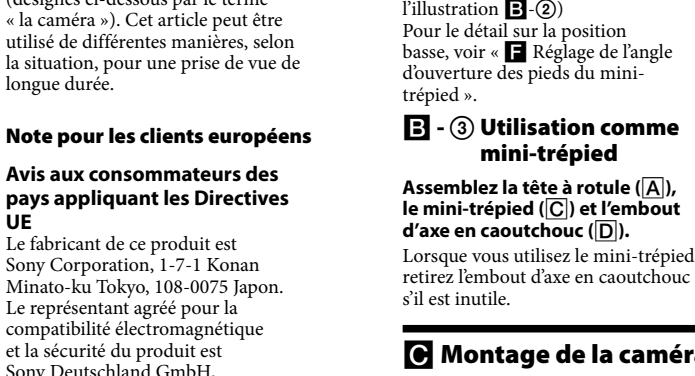 (désignés ci-dessous par le terme
« la caméra »). Cet article peut être
utilisé de différentes manières, selon
la situation, pour une prise de vue de
longue durée.
Note pour les clients européens
Avis aux consommateurs des
pays appliquant les Directives
UE
Le fabricant de ce produit est
Sony Corporation, 1-7-1 Konan
Minato-ku Tokyo, 108-0075 Japon.
Le représentant agréé pour la
compatibilité électromagnétique
et la sécurité du produit est
Sony Deutschland GmbH,
l’illustration B-②)
Pour le détail sur la position
basse, voir « F Réglage de l’angle
d’ouverture des pieds du mini-
trépied ».
B - ③ Utilisation comme
mini-trépied
Assemblez la tête à rotule (A),
le mini-trépied (C) et l’embout
d’axe en caoutchouc (D).
Lorsque vous utilisez le mini-trépied
retirez l’embout d’axe en caoutchouc
s’il est inutile.
C Montage de la caméra